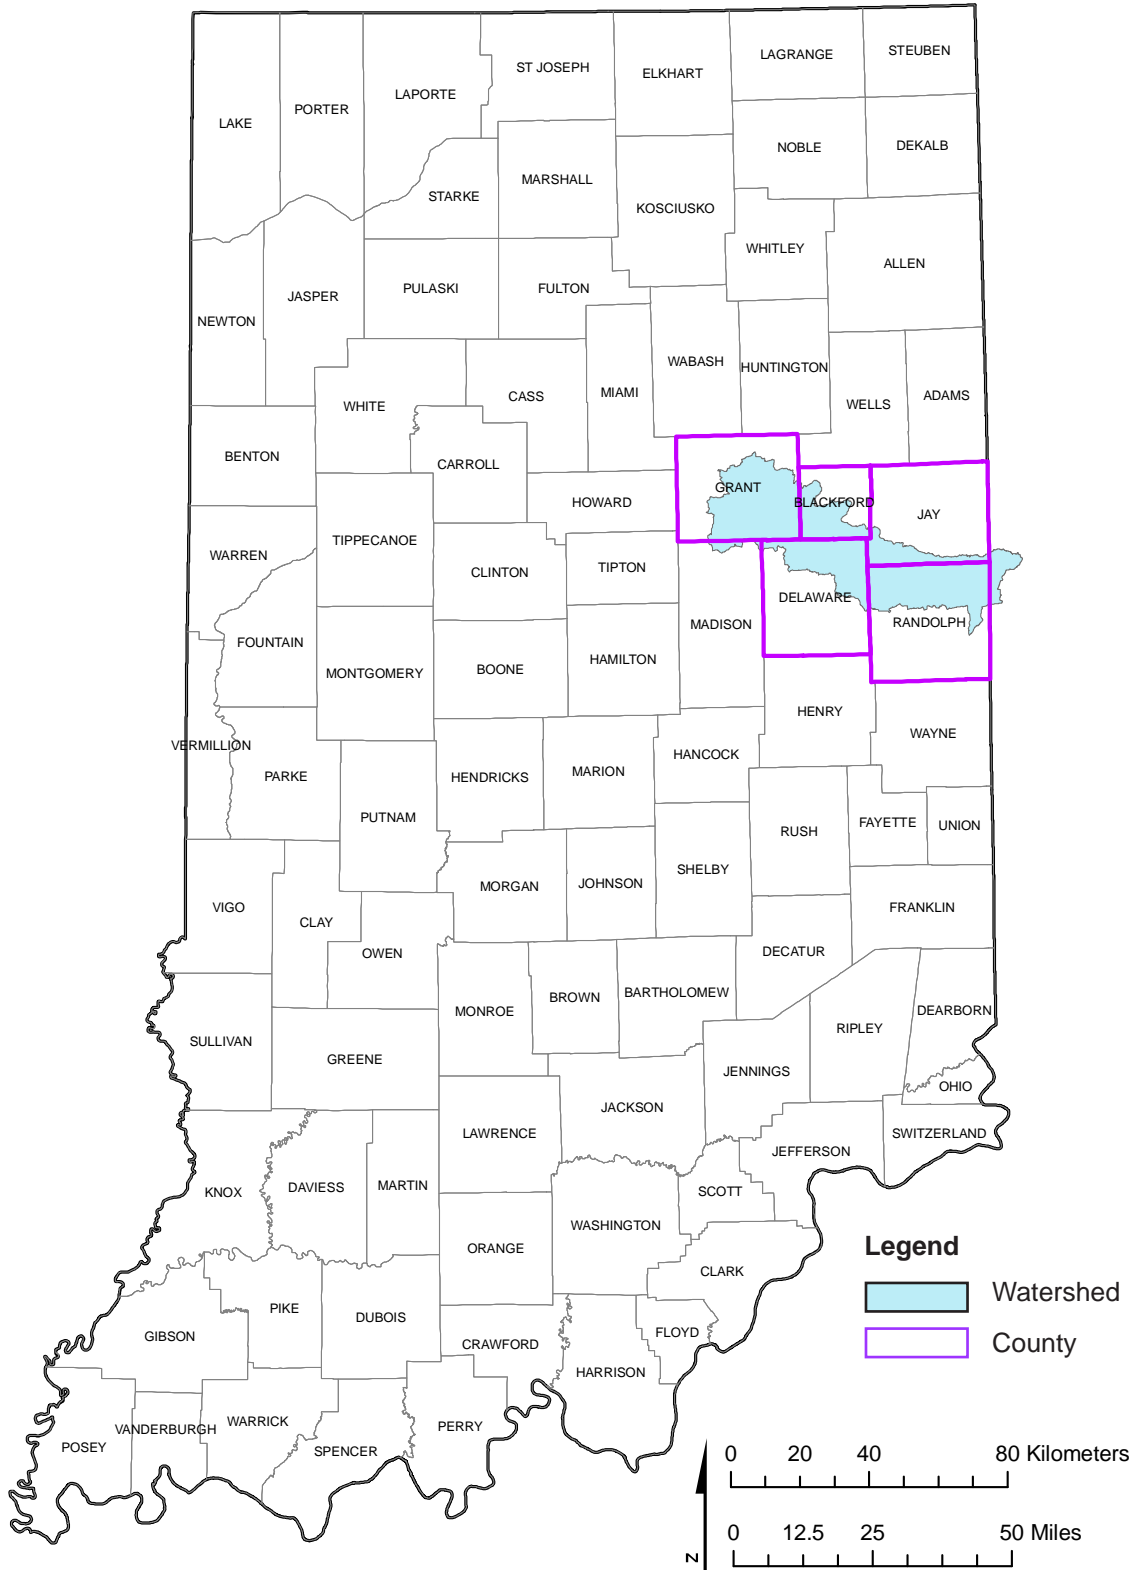 STEUBEN
LAGRANGE
ST JOSEPH
ELKHART
LAPORTE
PORTER
LAKE
NOBLE
DEKALB
MARSHALL
STARKE
KOSCIUSKO
WHITLEY
ALLEN
PULASKI
FULTON
JASPER
NEWTON
WABASH
HUNTINGTON
MIAMI
CASS
WHITE
WELLS
ADAMS
BENTON
CARROLL
GRANT
HOWARD
BLACKFORD
JAY
TIPPECANOE
WARREN
CLINTON
TIPTON
DELAWARE
MADISON
RANDOLPH
FOUNTAIN
MONTGOMERY
BOONE
HAMILTON
HENRY
WAYNE
VERMILLION
PARKE
HENDRICKS
MARION
HANCOCK
PUTNAM
RUSH
FAYETTE
UNION
MORGAN
JOHNSON
SHELBY
VIGO
CLAY
FRANKLIN
OWEN
DECATUR
MONROE
BROWN
BARTHOLOMEW
DEARBORN
RIPLEY
SULLIVAN
GREENE
JENNINGS
OHIO
JACKSON
LAWRENCE
SWITZERLAND
JEFFERSON
KNOX
DAVIESS
MARTIN
SCOTT
WASHINGTON
ORANGE
CLARK
PIKE
DUBOIS
GIBSON
CRAWFORD
FLOYD
HARRISON
VANDERBURGH
WARRICK
PERRY
POSEY
SPENCER
Legend
Watershed
County
0 20 40 80 Kilometers
0 12.5 25 50 Miles
N